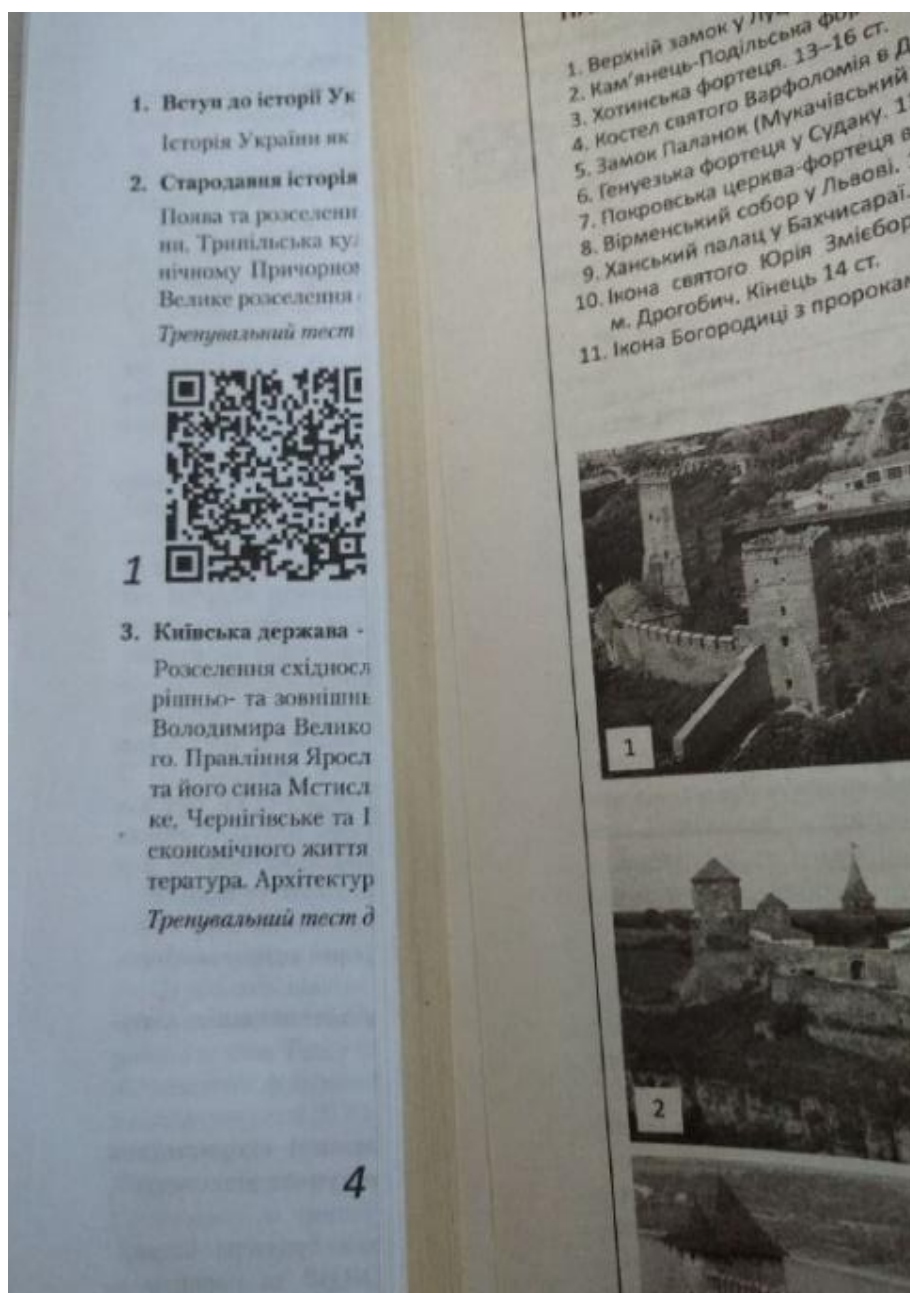 1. Вступ до історії Ук
Історія України як
2. Стародавня історія
Поява та розселенн
ни. Трипільська ку
нічному Причорно
Велике розселення
Тренувальний тест
1
3. Київська держава -
Розселення східносл
рішньо- та зовнішнь
Володимира Велико
го. Правління Яросл
та його сина Мстисл
ке, Чернігівське та
економічного життя
тература. Архітектур
Тренувальний тест д
4
1. Верхній замок у Луц
2. Кам'янець-Подільська фор
3. Хотинська фортеця. 13–16 ст.
4. Костел святого Варфоломія в Д
5. Замок Паланок (Мукачівський
6. Генуезька фортеця у Судаку. 1
7. Покровська церква-фортеця в
8. Вірменський собор у Львові.
9. Ханський палац у Бахчисараї.
10. Ікона святого Юрія Змієбор
м. Дрогобич. Кінець 14 ст.
11. Ікона Богородиці з пророкам
1
2